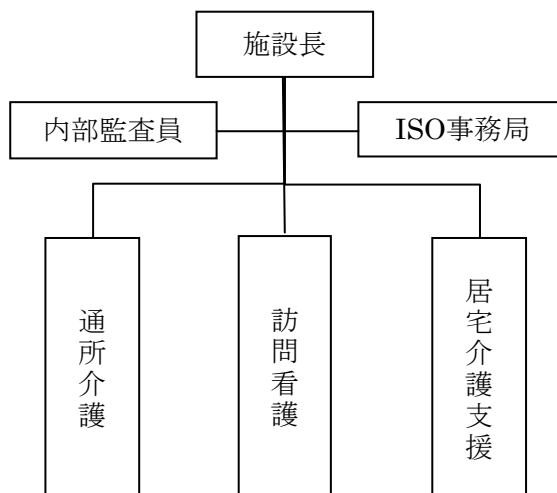 施設長
内部監査員
ISO事務局
通所介護
訪問看護
居宅介護支援